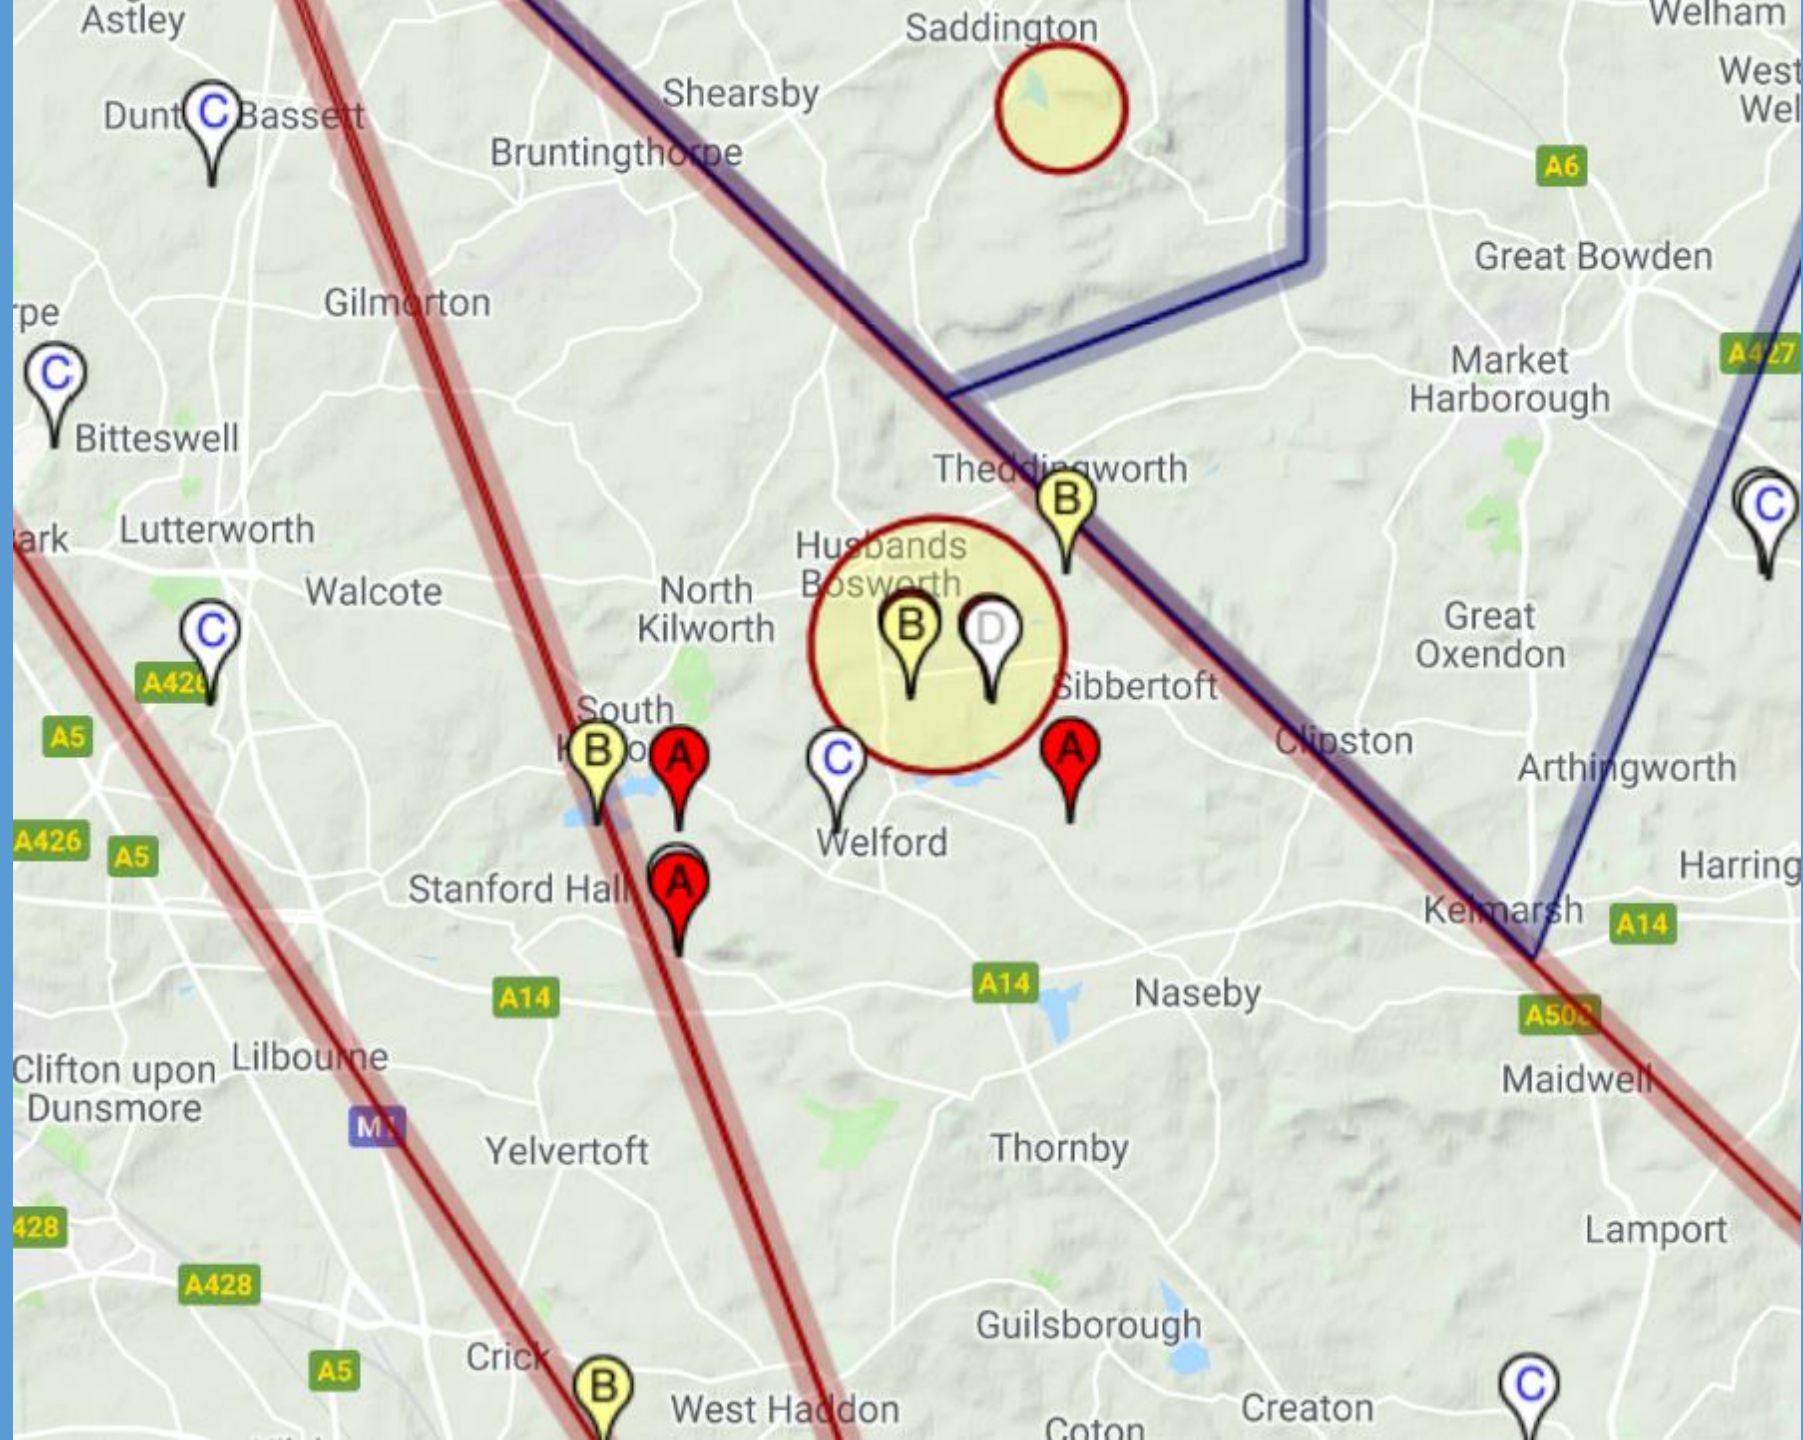 Astley
Saddington
Welham
West
Wel
Shearsby
C
Bassett
Bruntingthorpe
A6
Great Bowden
Gilmorton
rpe
A427
Market
Harborough
C
Bitteswell
Theddingworth
B
C
ark
Lutterworth
Husbands
Bosworth
Walcote
North
Kilworth
Great
Oxendon
C
B
D
A426
Sibbertoft
South
A5
B
A
C
A
Clipston
Arthingworth
A426
A5
Welford
Harring
Stanford Hall
A
Kelmarsh
A14
A14
A14
Naseby
A508
Clifton upon
Dunsmore
Lilbourne
Maidwell
M1
Yelvertoft
Thornby
428
Lamport
A428
Guilsborough
Crick
A5
B
C
West Haddon
Creaton
Coton